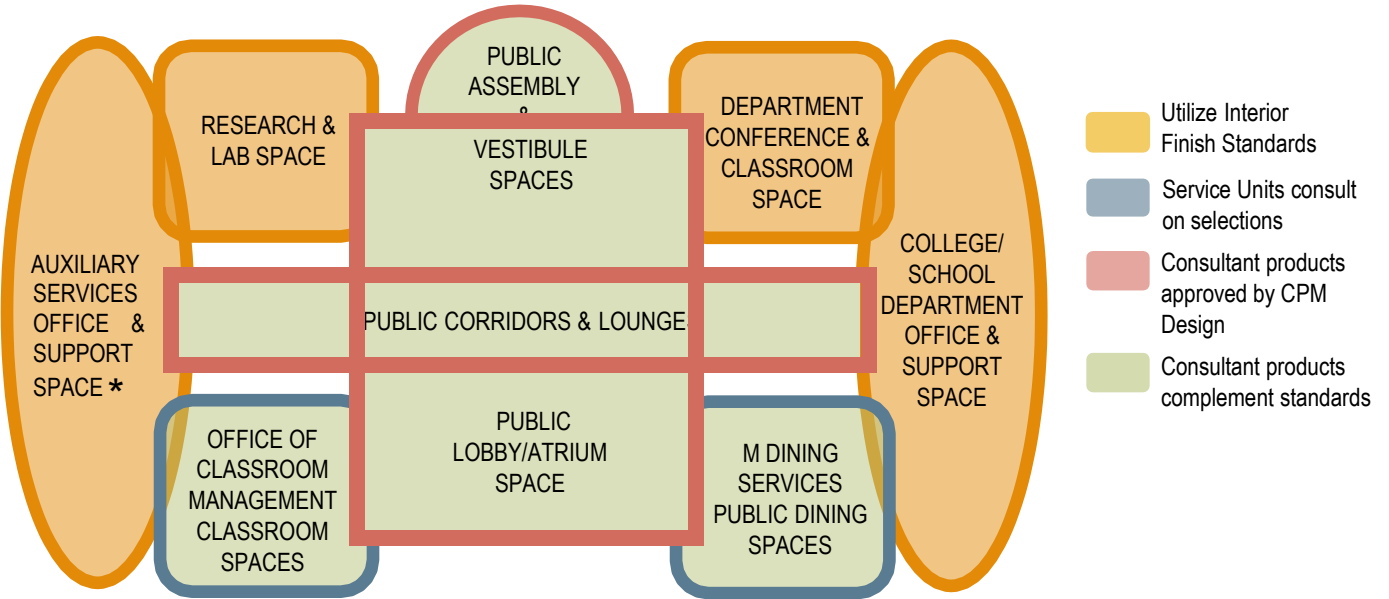 PUBLIC
ASSEMBLY
&
VESTIBULE
SPACES
RESEARCH &
LAB SPACE
DEPARTMENT
CONFERENCE &
CLASSROOM
SPACE
AUXILIARY
SERVICES
OFFICE &
SUPPORT
SPACE *
COLLEGE/
SCHOOL
DEPARTMENT
OFFICE &
SUPPORT
SPACE
PUBLIC CORRIDORS & LOUNGE
PUBLIC
LOBBY/ATRIUM
SPACE
OFFICE OF
CLASSROOM
MANAGEMENT
CLASSROOM
SPACES
M DINING
SERVICES
PUBLIC DINING
SPACES
Utilize Interior
Finish Standards
Service Units consult
on selections
Consultant products
approved by CPM
Design
Consultant products
complement standards